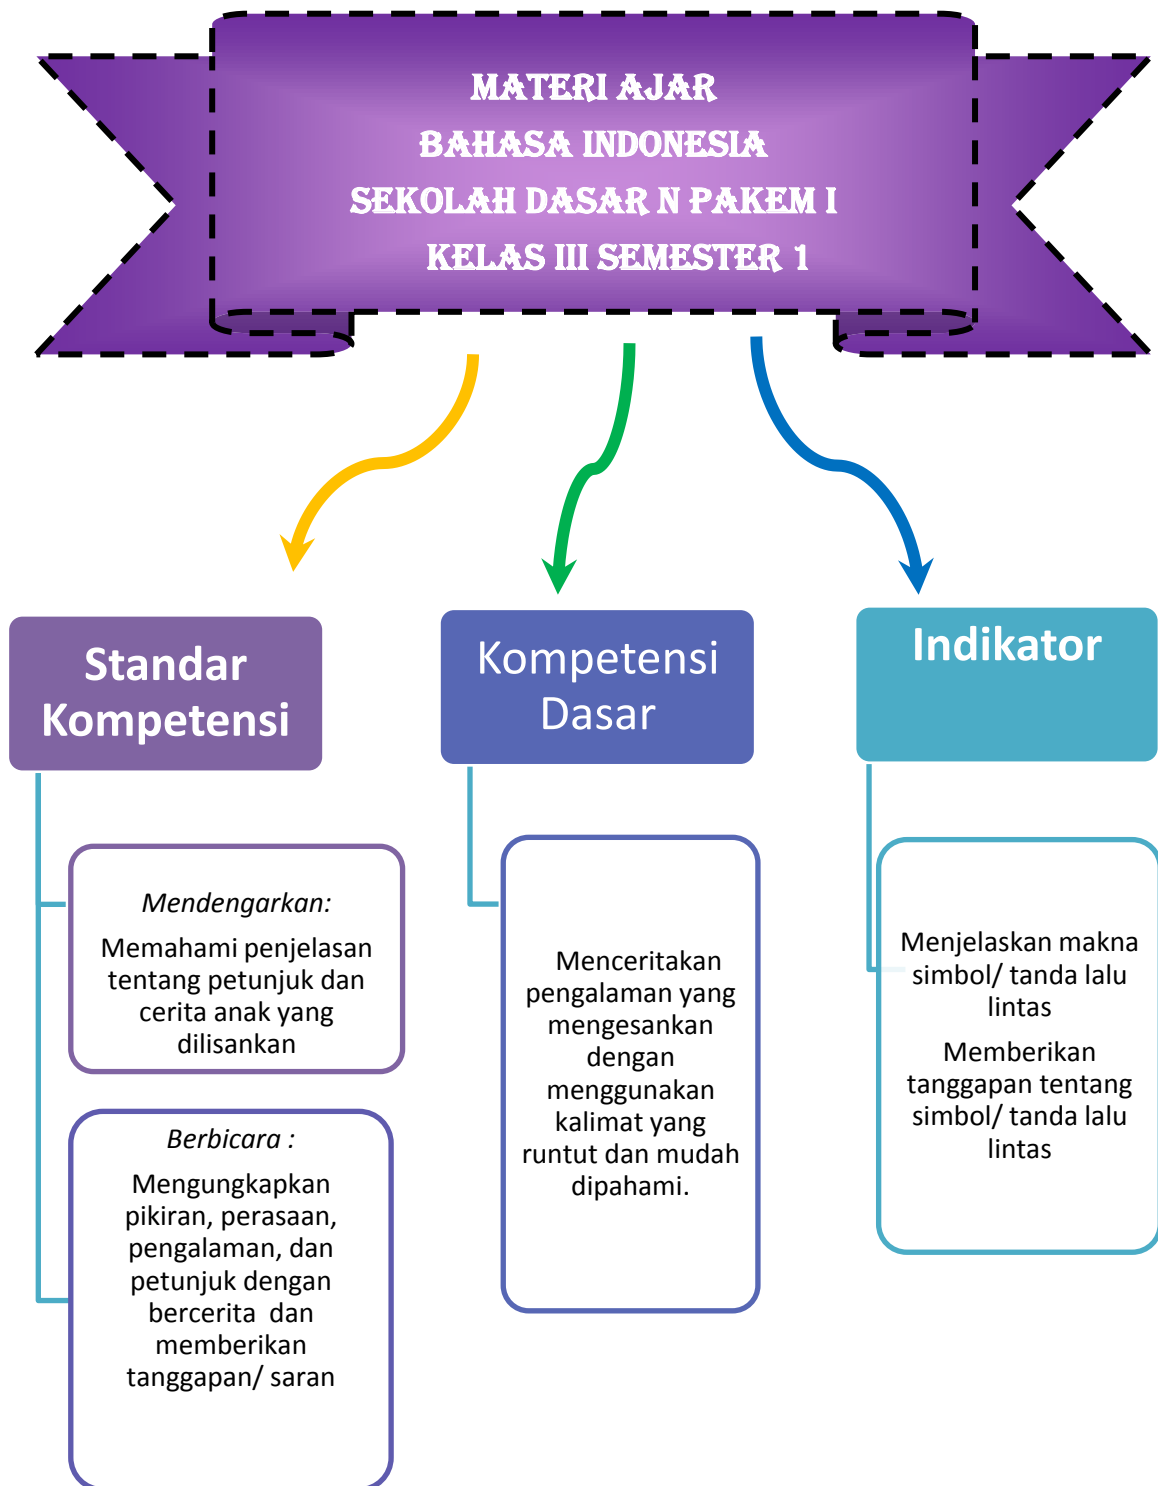 MATERI AJAR
BAHASA INDONESIA
SEKOLAH DASAR N PAKEM I
KELAS III SEMESTER 1
Standar
Kompetensi
Mendengarkan:
Memahami penjelasan
tentang petunjuk dan
cerita anak yang
dilisankan
Berbicara :
Mengungkapkan
pikiran, perasaan,
pengalaman, dan
petunjuk dengan
bercerita dan
memberikan
tanggapan/ saran
Kompetensi
Dasar
Menceritakan
pengalaman yang
mengesankan
dengan
menggunakan
kalimat yang
runtut dan mudah
dipahami.
Indikator
Menjelaskan makna
simbol/ tanda lalu
lintas
Memberikan
tanggapan tentang
simbol/ tanda lalu
lintas